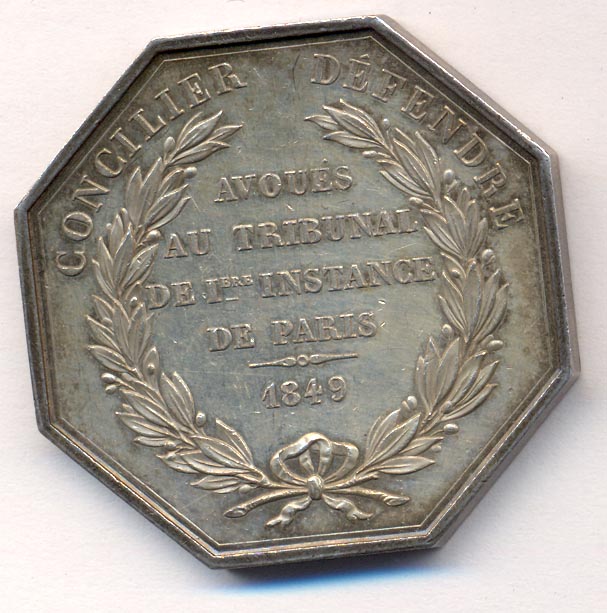 CONCILIER DÉFENDRE
AVOUÉS
AU TRIBUNAL
DE 1ÈRE INSTANCE
DE PARIS
1849